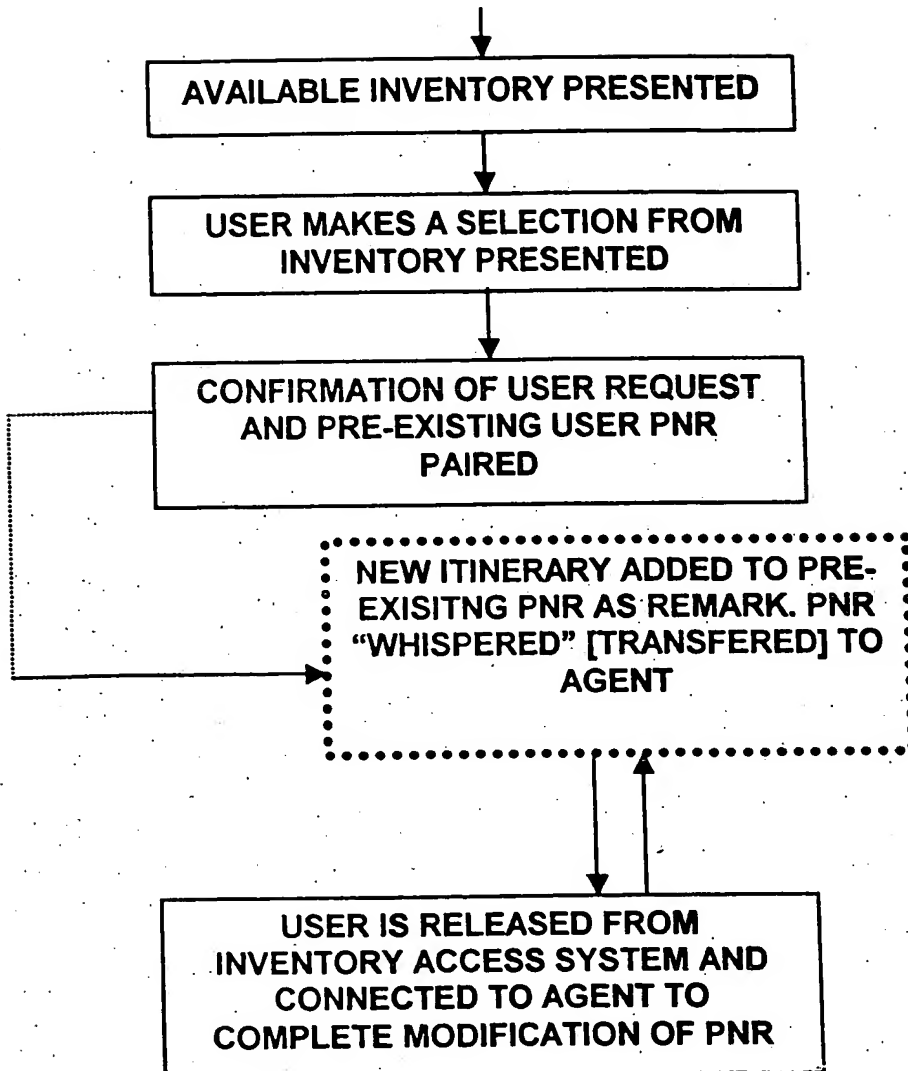 AVAILABLE INVENTORY PRESENTED
USER MAKES A SELECTION FROM
INVENTORY PRESENTED
CONFIRMATION OF USER REQUEST
AND PRE-EXISTING USER PNR
PAIRED
NEW ITINERARY ADDED TO PRE-
EXISITNG PNR AS REMARK. PNR
“WHISPERED” [TRANSFERED] TO
AGENT
USER IS RELEASED FROM
INVENTORY ACCESS SYSTEM AND
CONNECTED TO AGENT TO
COMPLETE MODIFICATION OF PNR